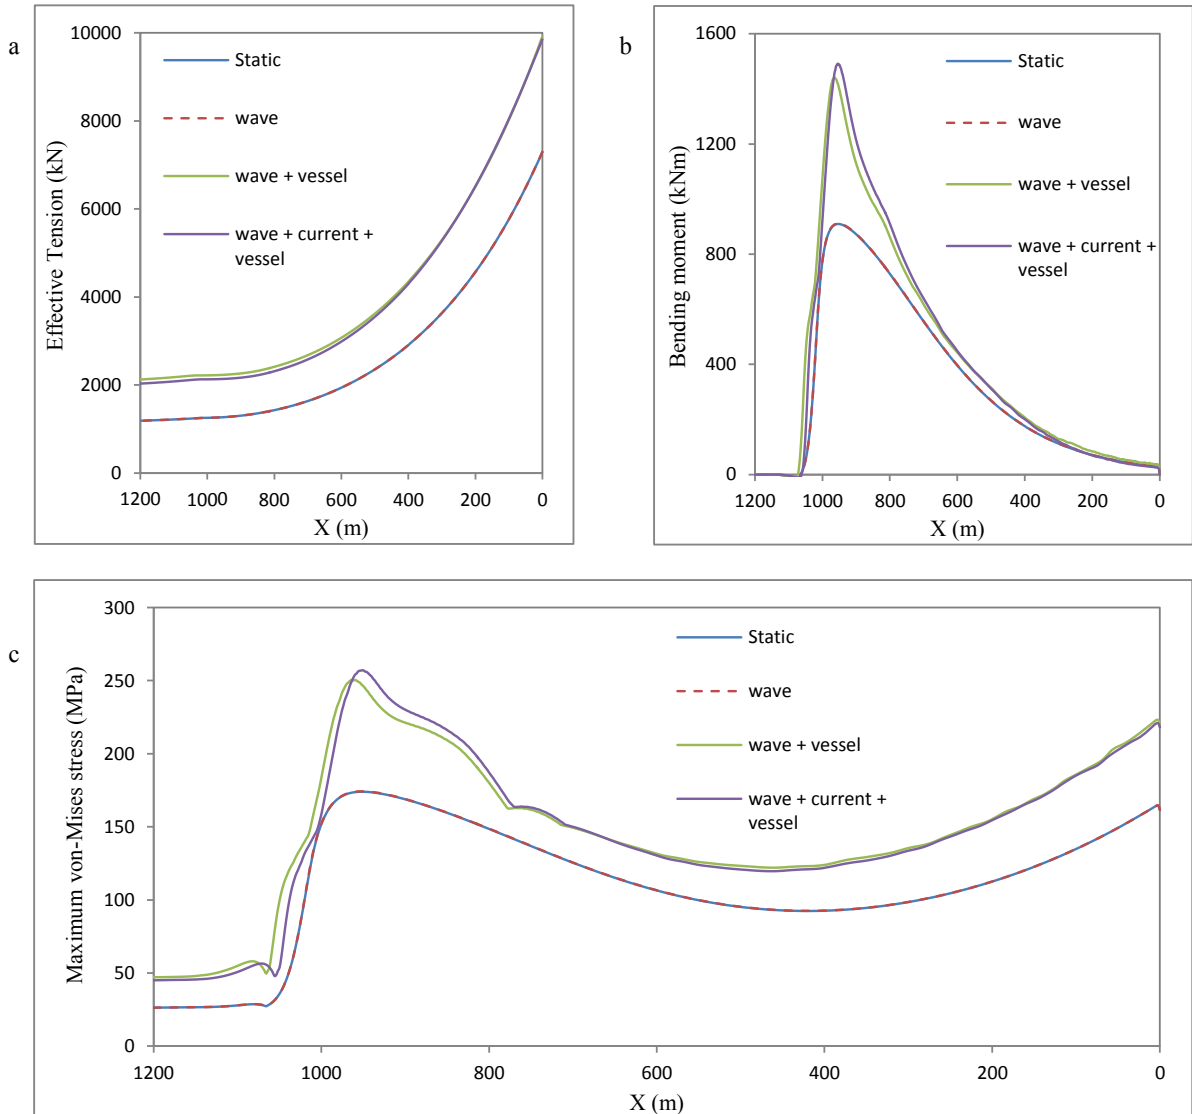 a
Effective Tension (kN)
10000
8000
6000
4000
2000
0
Static
wave
wave + vessel
wave + current +
vessel
1200 1000 800 600 400 200 0
X (m)
b
Bending moment (kNm)
1600
1200
800
400
0
Static
wave
wave + vessel
wave + current +
vessel
1200 1000 800 600 400 200 0
X (m)
c
Maximum von-Mises stress (MPa)
300
250
200
150
100
50
0
Static
wave
wave + vessel
wave + current +
vessel
1200 1000 800 600 400 200 0
X (m)